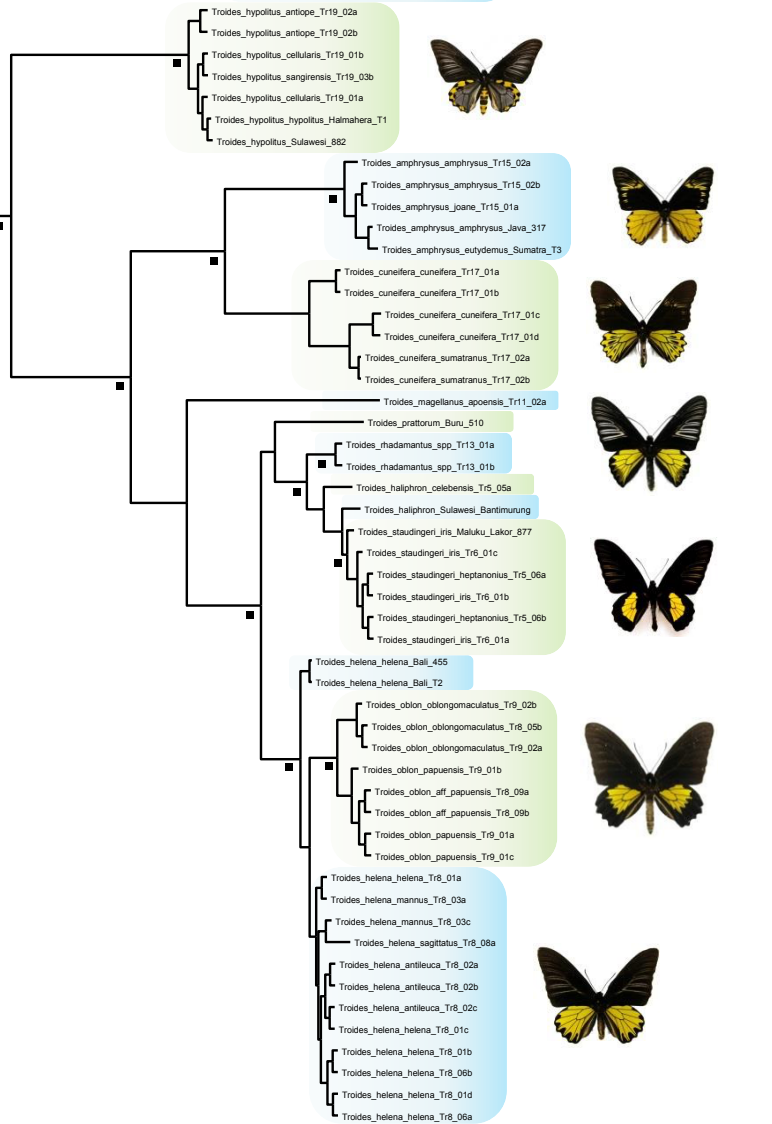 Troides_hypolitus_antiope_Tr19_02a
Troides_hypolitus_antiope_Tr19_02b
Troides_hypolitus_cellularis_Tr19_01b
Troides_hypolitus_sangirensis_Tr19_03b
Troides_hypolitus_cellularis_Tr19_01a
Troides_hypolitus_hypolitus_Halmahera_T1
Troides_hypolitus_Sulawesi_882
Troides_amphrysus_amphrysus_Tr15_02a
Troides_amphrysus_amphrysus_Tr15_02b
Troides_amphrysus_joane_Tr15_01a
Troides_amphrysus_amphrysus_Java_317
Troides_amphrysus_eutydemus_Sumatra_T3
Troides_cuneifera_cuneifera_Tr17_01a
Troides_cuneifera_cuneifera_Tr17_01b
Troides_cuneifera_cuneifera_Tr17_01c
Troides_cuneifera_cuneifera_Tr17_01d
Troides_cuneifera_sumatranus_Tr17_02a
Troides_cuneifera_sumatranus_Tr17_02b
Troides_magellanus_apoensis_Tr11_02a
Troides_prattorum_Buru_510
Troides_rhadamantus_spp_Tr13_01a
Troides_rhadamantus_spp_Tr13_01b
Troides_haliphron_celebensis_Tr5_05a
Troides_haliphron_Sulawesi_Bantimurung
Troides_staudingeri_iris_Maluku_Lakor_877
Troides_staudingeri_iris_Tr6_01c
Troides_staudingeri_heptanonius_Tr5_06a
Troides_staudingeri_iris_Tr6_01b
Troides_staudingeri_heptanonius_Tr5_06b
Troides_staudingeri_iris_Tr6_01a
Troides_helena_helena_Bali_455
Troides_helena_helena_Bali_T2
Troides_oblon_oblongomaculatus_Tr9_02b
Troides_oblon_oblongomaculatus_Tr8_05b
Troides_oblon_oblongomaculatus_Tr9_02a
Troides_oblon_papuensis_Tr9_01b
Troides_oblon_aff_papuensis_Tr8_09a
Troides_oblon_aff_papuensis_Tr8_09b
Troides_oblon_papuensis_Tr9_01a
Troides_oblon_papuensis_Tr9_01c
Troides_helena_helena_Tr8_01a
Troides_helena_mannus_Tr8_03a
Troides_helena_mannus_Tr8_03c
Troides_helena_sagittatus_Tr8_08a
Troides_helena_antileuca_Tr8_02a
Troides_helena_antileuca_Tr8_02b
Troides_helena_antileuca_Tr8_02c
Troides_helena_helena_Tr8_01c
Troides_helena_helena_Tr8_01b
Troides_helena_helena_Tr8_06b
Troides_helena_helena_Tr8_01d
Troides_helena_helena_Tr8_06a